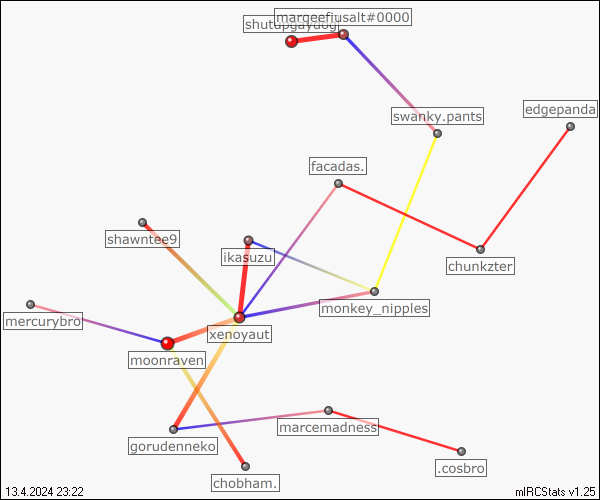 marqeefiusalt#0000
shutupgaydog
edgepanda
swanky.pants
facadas.
shawntee9
ikasuzu
chunkzter
monkey_nipples
mercurybro
xenoyaut
moonraven
marcemadness
gorudenneko
.cosbro
chobham.
13.4.2024 23:22
mIRCStats v1.25